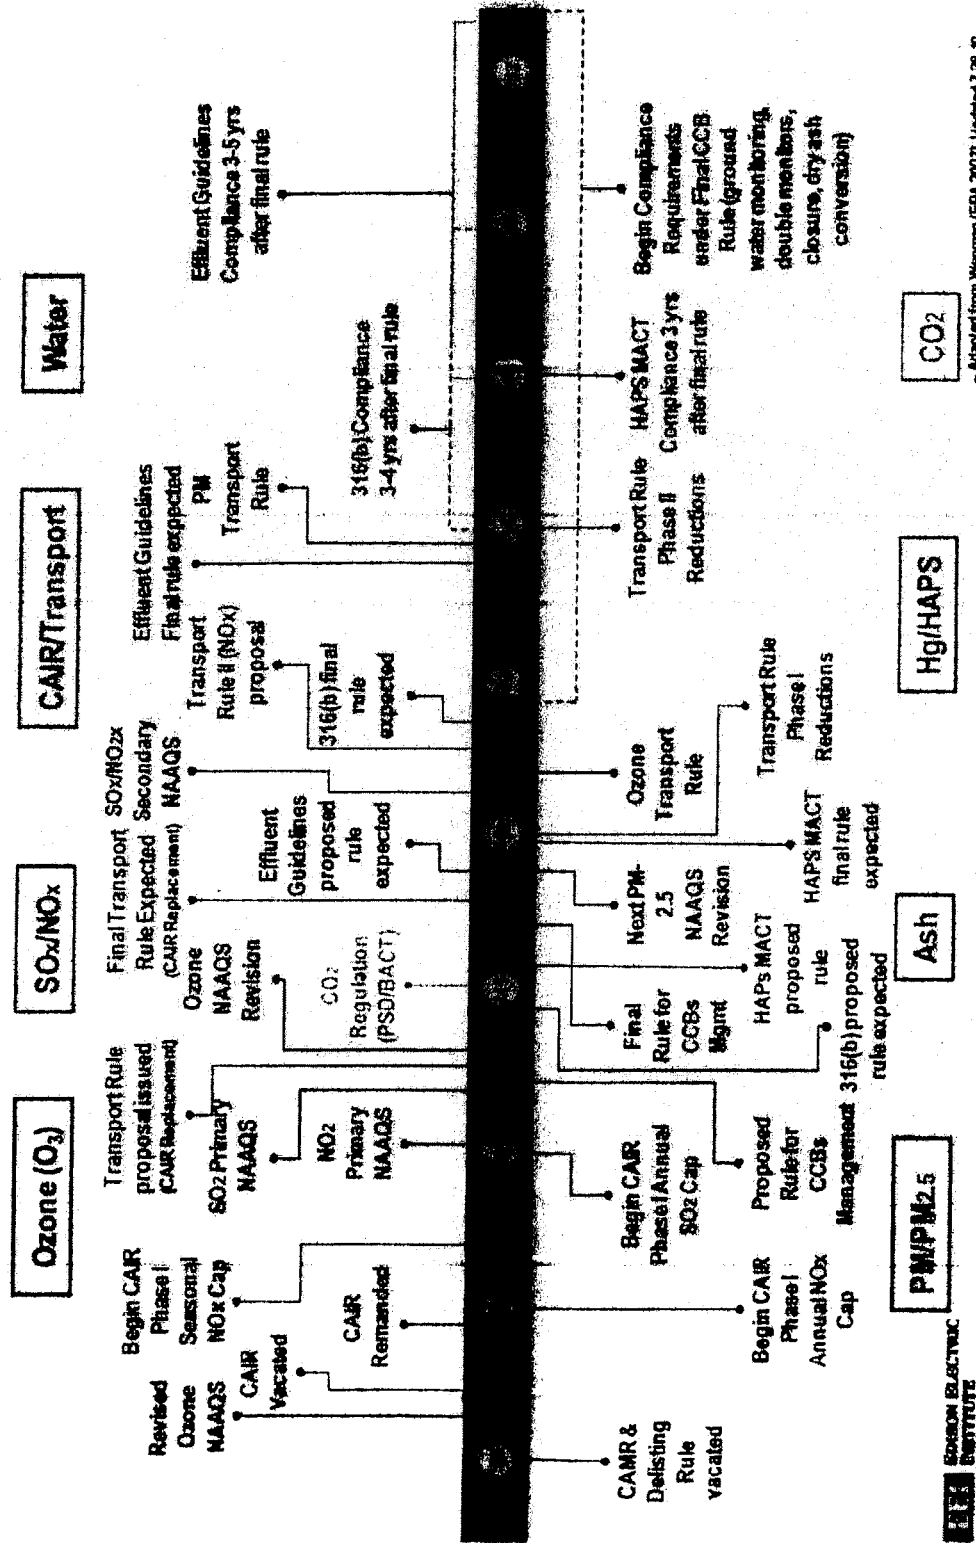 Ozone (O3)
SOx/NOx
CAIR/Transport
Water
Revised
Ozone
NAAQS
CAIR
Vacated
Begin CAIR
Phase I
Seasonal
NOx Cap
CAIR
Remanded
Transport Rule
proposal issued
(CAIR Replacement)
SO2 Primary
NAAQS
NO2
Primary
NAAQS
Ozone
NAAQS
Revision
CO2
Regulation
(PSD/BACT)
Final Transport
Rule Expected
(CAIR Replacement)
Effluent
Guidelines
proposed
rule
expected
SOx/NO2x
Secondary
NAAQS
Transport
Rule II (NOx)
proposal
316(b) final
rule
expected
Effluent Guidelines
Final rule expected
PM
Transport
Rule
316(b) Compliance
3-4 yrs after final rule
Effluent Guidelines
Compliance 3-5 yrs
after final rule
CAMR &
Delisting
Rule
vacated
Begin CAIR
Phase I
Annual NOx
Cap
Begin CAIR
Phase I Annual
SO2 Cap
Proposed
Rule for
CCBs
Management
316(b) proposed
rule expected
Final
Rule for
CCBs
Mgmt
HAPs MACT
proposed
rule
Next PM-
2.5
NAAQS
Revision
HAPS MACT
final rule
expected
Transport Rule
Phase I
Reductions
Ozone
Transport
Rule
Transport Rule
Phase II
Reductions
HAPS MACT
Compliance 3 yrs
after final rule
Begin Compliance
Requirements
under Final CCB
Rule (ground
water monitoring,
double monitors,
closure, dry ash
conversion)
PM/PM2.5
Ash
Hg/HAPS
CO2
EDISON ELECTRIC
INSTITUTE